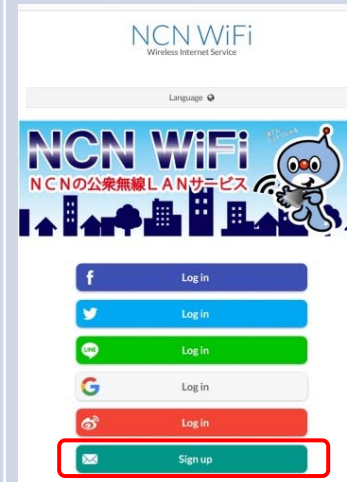 NCN WiFi
Wireless Internet Service
Language
NCN WiFi
NCNの公衆無線LANサービス
f Log in
Log in
LINE Log in
G Log in
Log in
Sign up